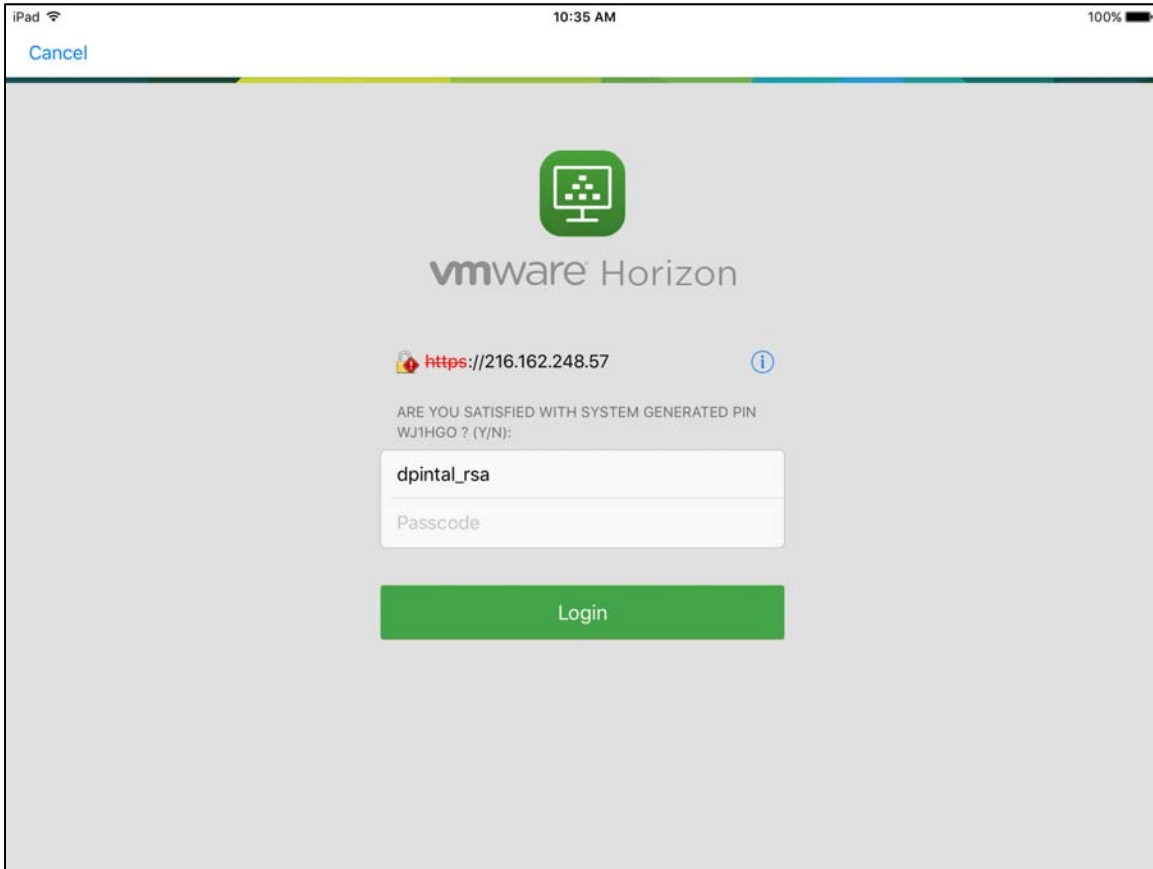 iPad 10:35 AM 100%
Cancel
vmware Horizon
https://216.162.248.57
ARE YOU SATISFIED WITH SYSTEM GENERATED PIN
WJ1HGO ? (Y/N):
dpintal_rsa
Passcode
Login